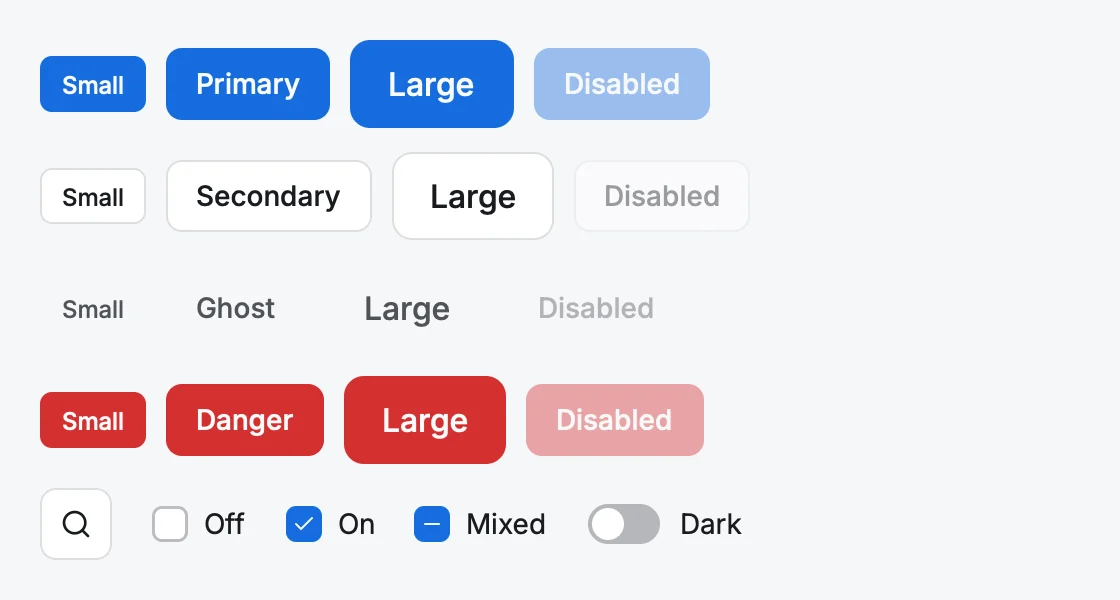 Small Primary Large Disabled
Small Secondary Large Disabled
Small Ghost Large Disabled
Small Danger Large Disabled
Off On Mixed Dark